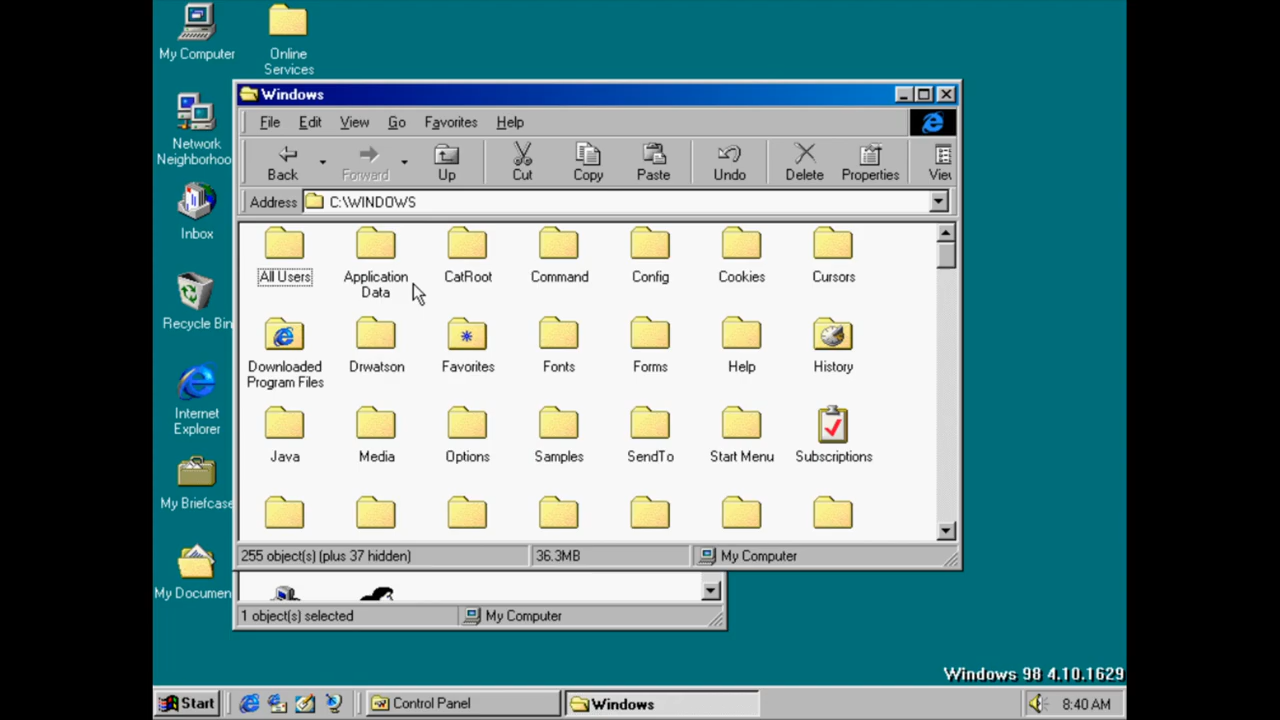 My Computer
Online
Services
Network
Neighborhoo
Inbox
Recycle Bin
Internet
Explorer
My Briefcase
My Documen
Windows
File Edit View Go Favorites Help
Back Forward Up Cut Copy Paste Undo Delete Properties Viev
Address C:\WINDOWS
All Users Application Data CatRoot Command Config Cookies Cursors
Downloaded Program Files Drwatson Favorites Fonts Forms Help History
Java Media Options Samples SendTo Start Menu Subscriptions
255 object(s) (plus 37 hidden) 36.3MB My Computer
1 object(s) selected My Computer
Windows 98 4.10.1629
Start Control Panel Windows 8:40 AM